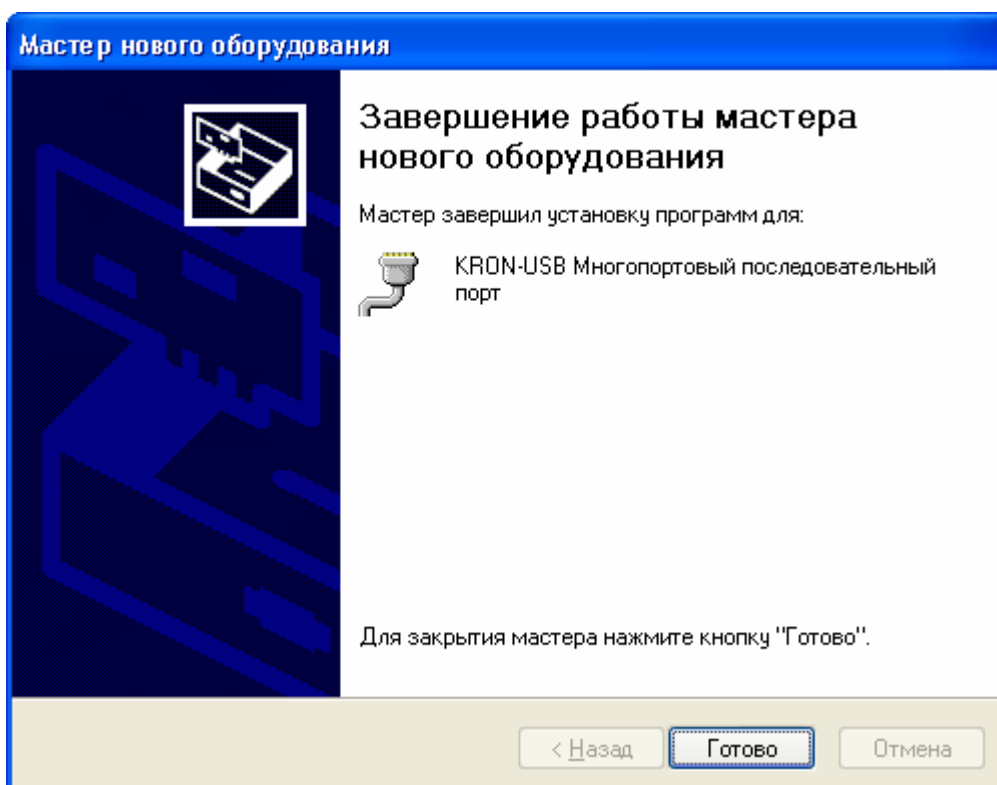 Мастер нового оборудования
Завершение работы мастера
нового оборудования
Мастер завершил установку программ для:
KRON-USB Многопортовый последовательный
порт
Для закрытия мастера нажмите кнопку "Готово".
< Назад
Готово
Отмена